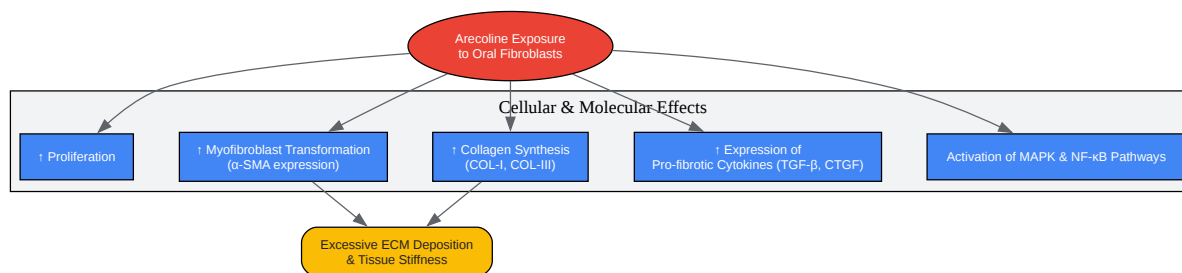 Arecoline Exposure
to Oral Fibroblasts
Cellular & Molecular Effects
↑ Proliferation
↑ Myofibroblast Transformation
(α-SMA expression)
↑ Collagen Synthesis
(COL-I, COL-III)
↑ Expression of
Pro-fibrotic Cytokines (TGF-β, CTGF)
Activation of MAPK & NF-κB Pathways
Excessive ECM Deposition
& Tissue Stiffness